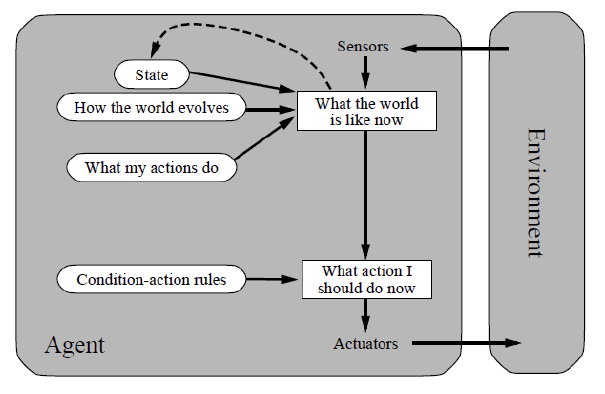 Sensors
State
How the world evolves
What the world
is like now
What my actions do
Environment
Condition-action rules
What action I
should do now
Agent
Actuators